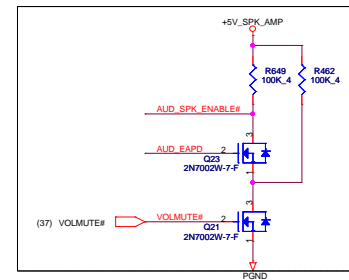 +5V_SPK_AMP
R649
100K_4
R462
100K_4
AUD_SPK_ENABLE#
3
AUD_EAPD
2
Q23
2N7002W-7-F
1
3
(37) VOLMUTE#
VOLMUTE#
2
Q21
2N7002W-7-F
1
PGND